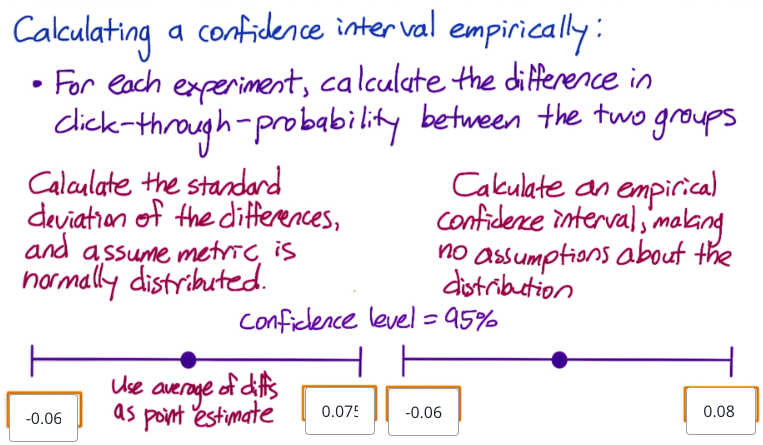 Calculating a confidence interval empirically:
• For each experiment, calculate the difference in
click-through-probability between the two groups
Calculate the standard
deviation of the differences,
and assume metric is
normally distributed.
Calculate an empirical
confidence interval, making
no assumptions about the
distribution
Confidence level = 95%
Use average of diffs
as point estimate
-0.06
0.075
-0.06
0.08